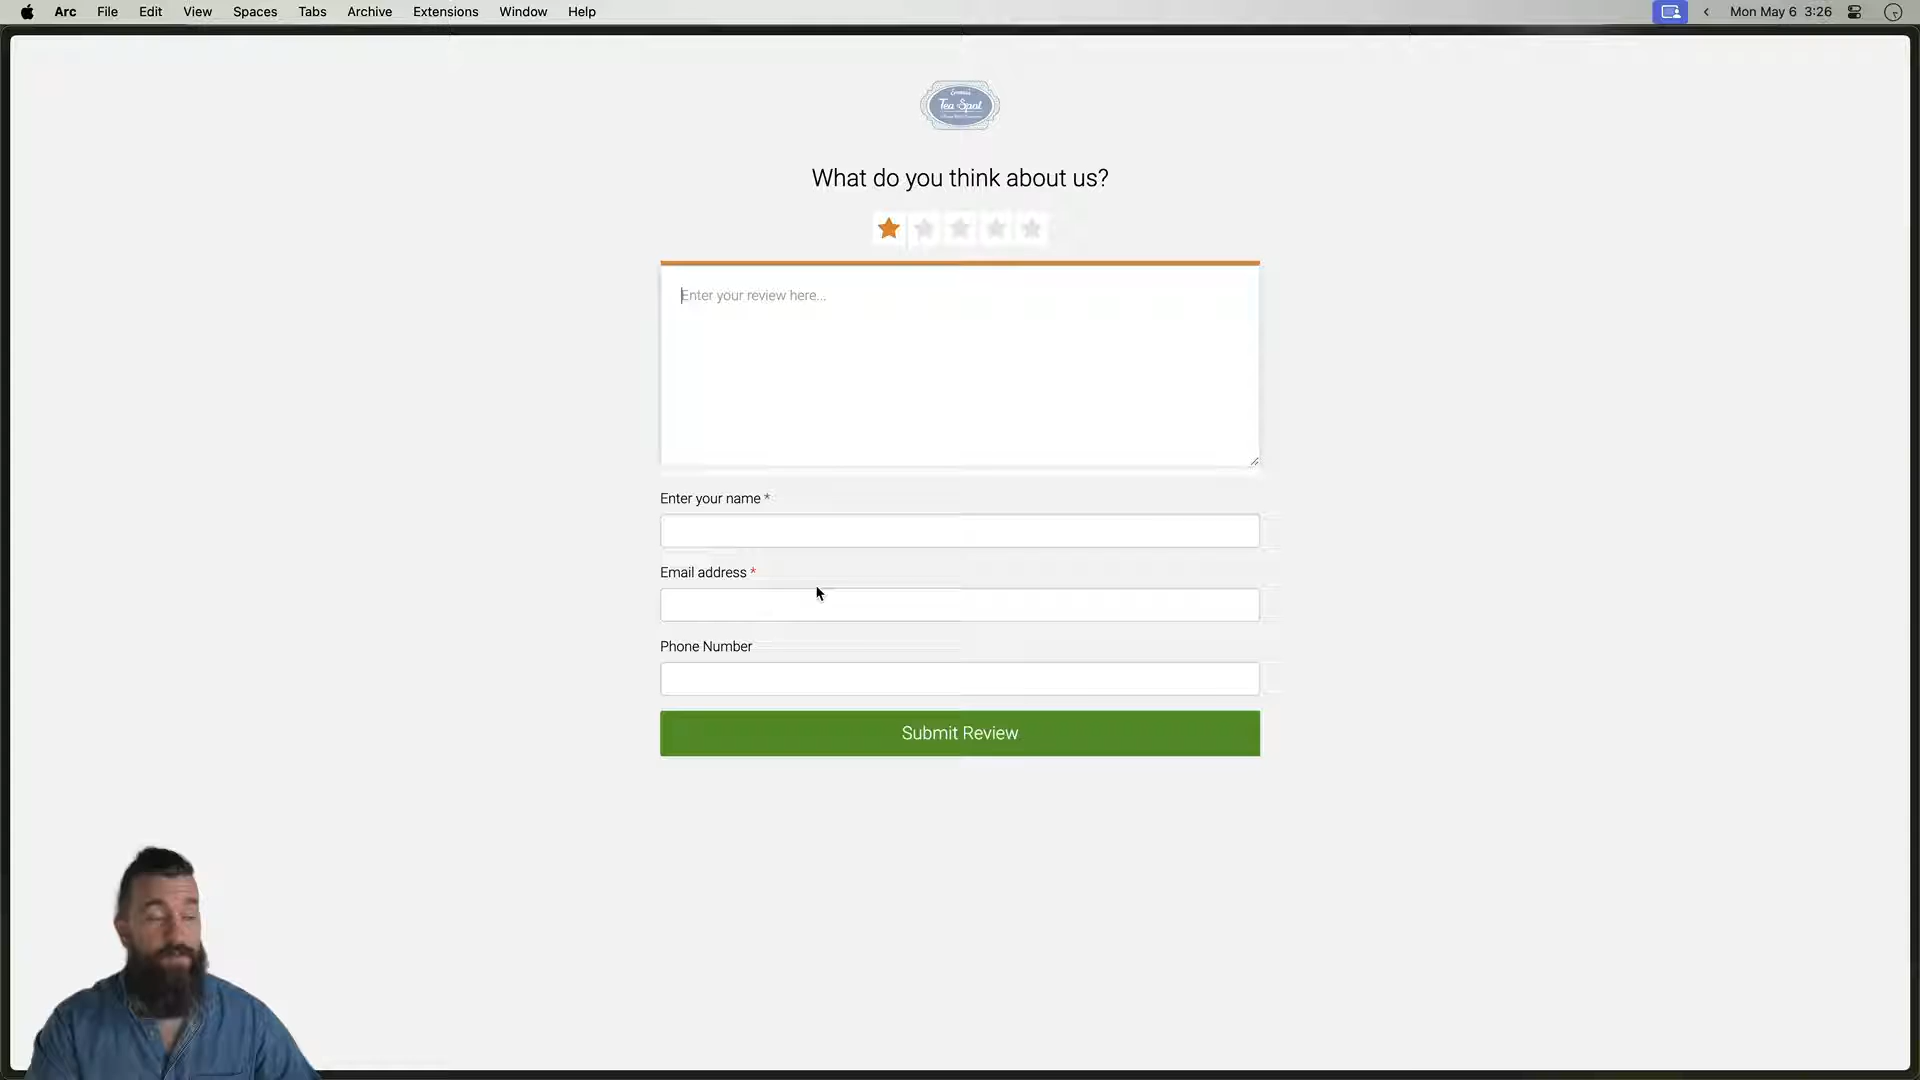 Arc File Edit View Spaces Tabs Archive Extensions Window Help Mon May 6 3:26
Tea Spot
What do you think about us?
Enter your review here...
Enter your name *
Email address *
Phone Number
Submit Review